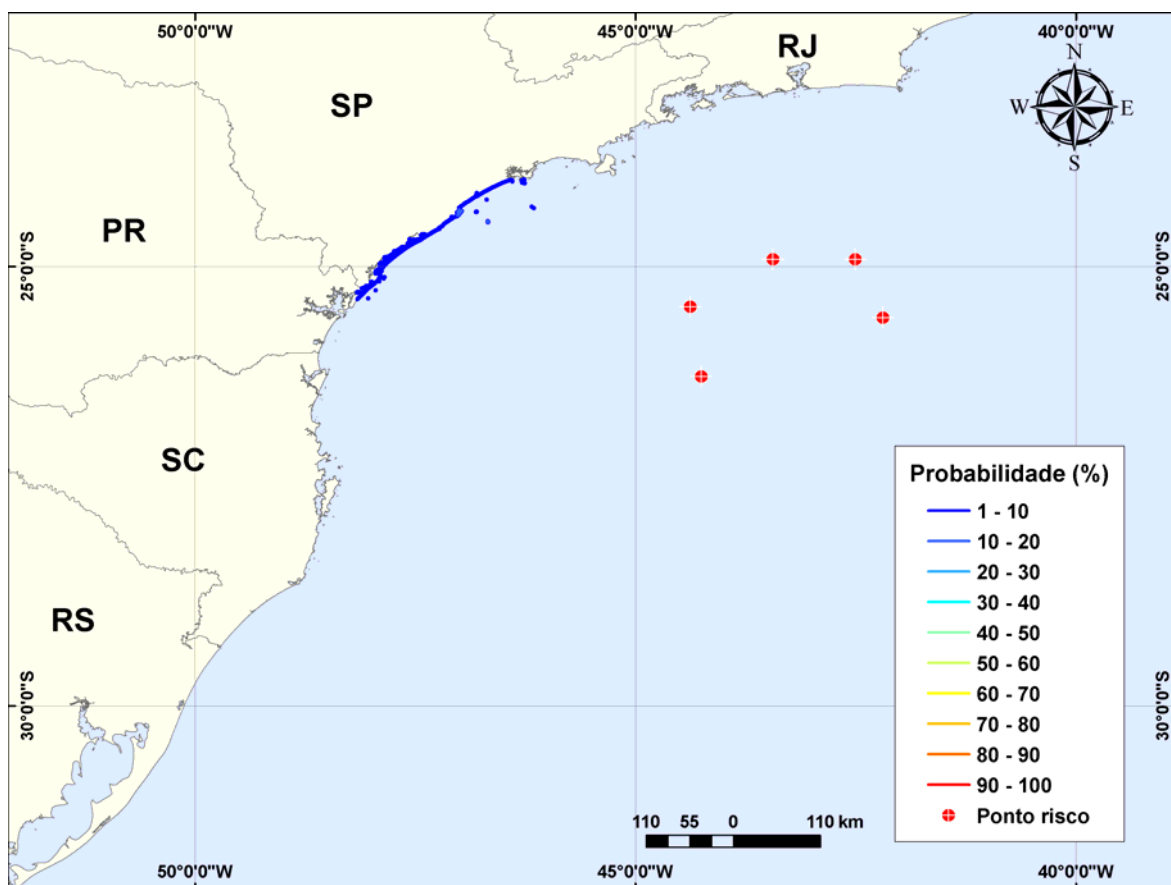 50°0'0"W
45°0'0"W
40°0'0"W
RJ
N
W
E
S
SP
PR
25°0'0"S
25°0'0"S
SC
RS
30°0'0"S
30°0'0"S
Probabilidade (%)
1 - 10
10 - 20
20 - 30
30 - 40
40 - 50
50 - 60
60 - 70
70 - 80
80 - 90
90 - 100
Ponto risco
110 55 0 110 km
50°0'0"W
45°0'0"W
40°0'0"W